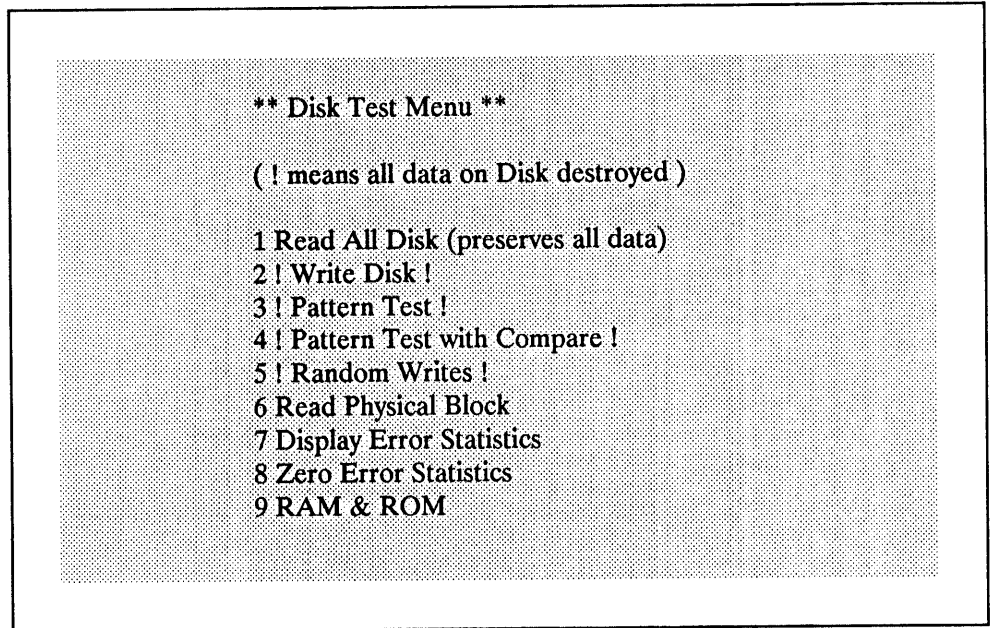 ** Disk Test Menu **
( ! means all data on Disk destroyed )
1 Read All Disk (preserves all data)
2 ! Write Disk !
3 ! Pattern Test !
4 ! Pattern Test with Compare !
5 ! Random Writes !
6 Read Physical Block
7 Display Error Statistics
8 Zero Error Statistics
9 RAM & ROM